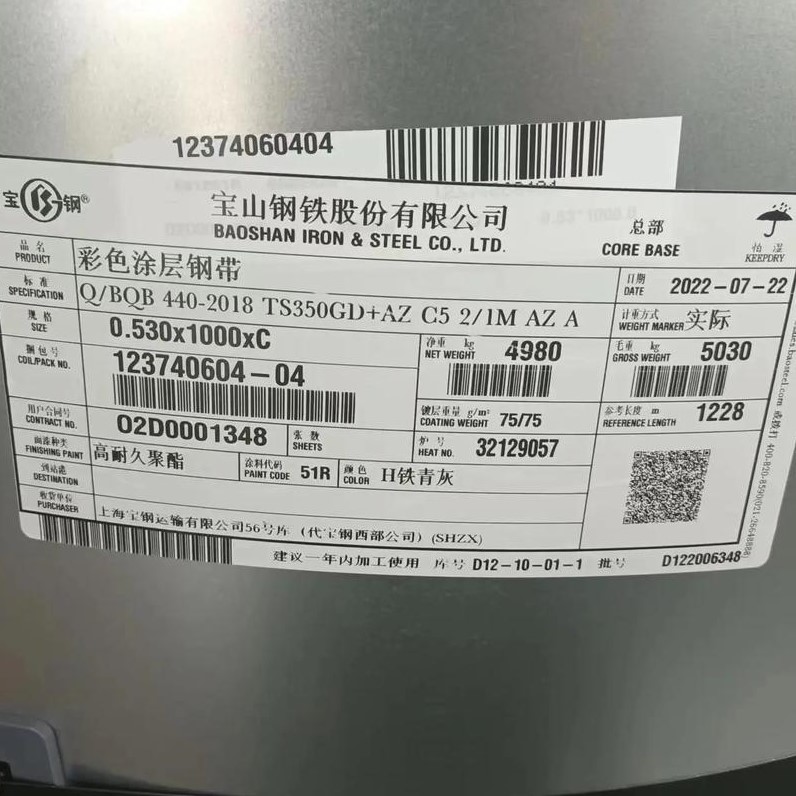 12374060404
宝钢®
宝山钢铁股份有限公司
BAOSHAN IRON & STEEL CO., LTD.
总部
CORE BASE
怕湿
KEEPDRY
品名
PRODUCT
彩色涂层钢带
日期
DATE
2022-07-22
标准
SPECIFICATION
Q/BQB 440-2018 TS350GD+AZ C5 2/1M AZ A
计重方式
WEIGHT MARKER
实际
规格
SIZE
0.530x1000xC
净重 kg
NET WEIGHT
4980
毛重 kg
GROSS WEIGHT
5030
捆包号
COIL/PACK NO.
123740604-04
镀层重量 g/m²
COATING WEIGHT
75/75
参考长度 m
REFERENCE LENGTH
1228
用户合同号
CONTRACT NO.
02D0001348
张数
SHEETS
炉号
HEAT NO.
32129057
面漆种类
FINISHING PAINT
高耐久聚酯
涂料代码
PAINT CODE
51R
颜色
COLOR
H铁青灰
到站港
DESTINATION
收货单位
PURCHASER
上海宝钢运输有限公司56号库 (代宝钢西部公司) (SHZX)
建议一年内加工使用 库号 D12-10-01-1 批号 D122006348